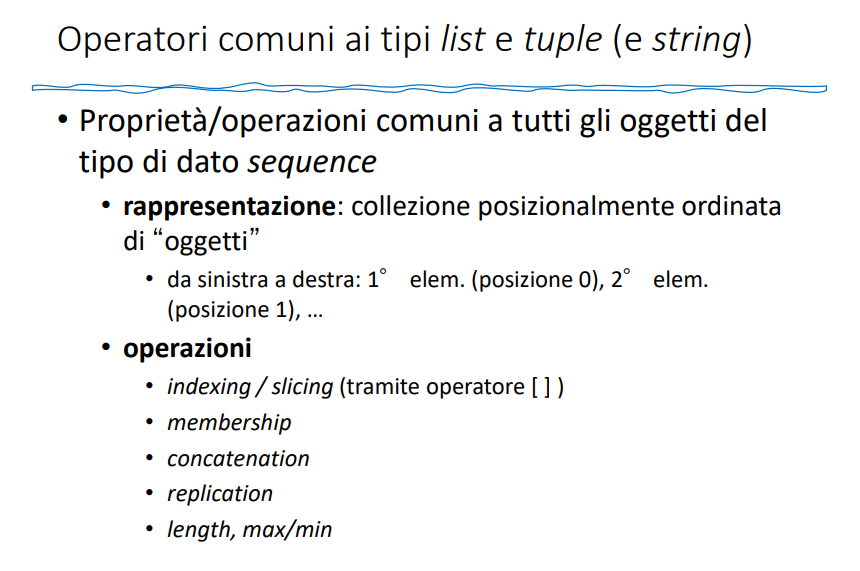 Operatori comuni ai tipi list e tuple (e string)
• Proprietà/operazioni comuni a tutti gli oggetti del
tipo di dato sequence
• rappresentazione: collezione posizionalmente ordinata
di “oggetti”
• da sinistra a destra: 1° elem. (posizione 0), 2° elem.
(posizione 1), …
• operazioni
• indexing / slicing (tramite operatore [ ] )
• membership
• concatenation
• replication
• length, max/min